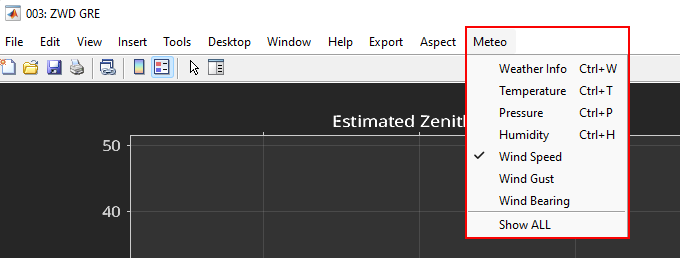 003: ZWD GRE
File Edit View Insert Tools Desktop Window Help Export Aspect Meteo
Weather Info Ctrl+W
Temperature Ctrl+T
Pressure Ctrl+P
Humidity Ctrl+H
Wind Speed
Wind Gust
Wind Bearing
Show ALL
Estimated
50
40